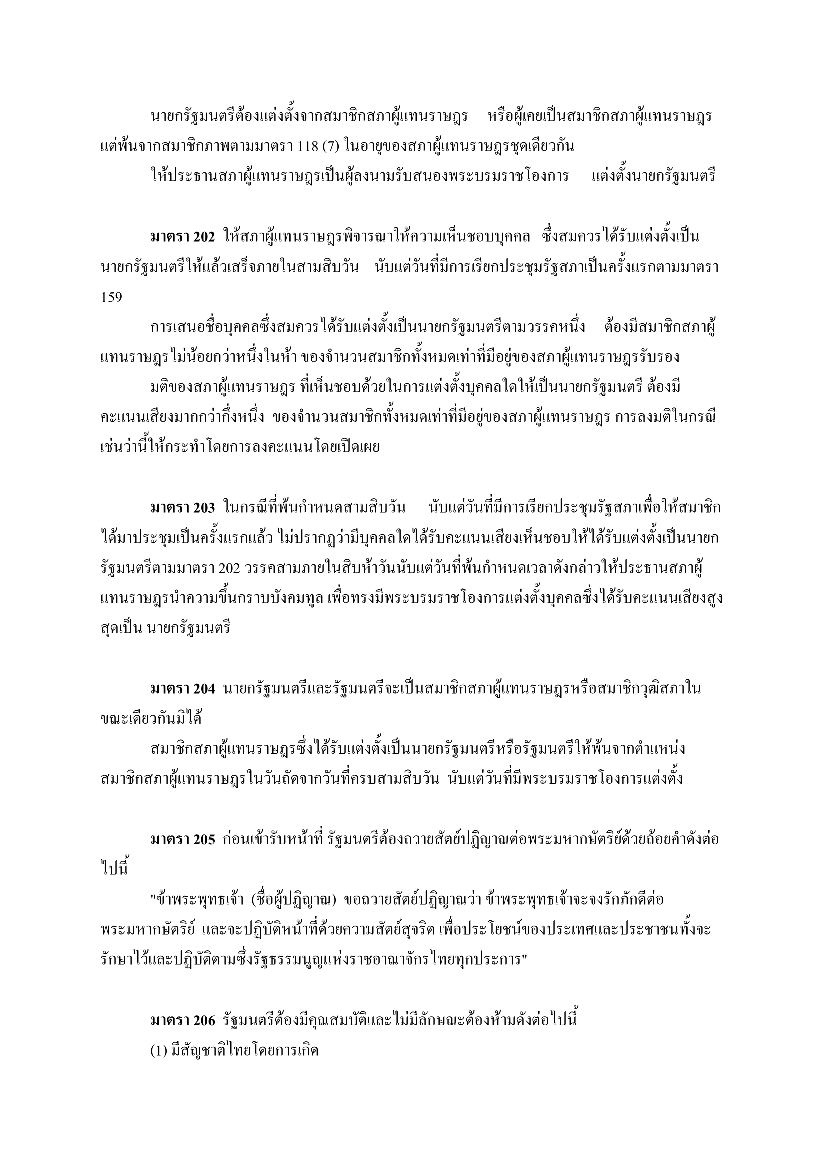 นายกรัฐมนตรีต้องแต่งตั้งจากสมาชิกสภาผู้แทนราษฎร หรือผู้เคยเป็นสมาชิกสภาผู้แทนราษฎร
แต่พ้นจากสมาชิกภาพตามมาตรา 118 (7) ในอายุของสภาผู้แทนราษฎรชุดเดียวกัน
ให้ประธานสภาผู้แทนราษฎรเป็นผู้ลงนามรับสนองพระบรมราชโองการ แต่งตั้งนายกรัฐมนตรี
มาตรา 202 ให้สภาผู้แทนราษฎรพิจารณาให้ความเห็นชอบบุคคล ซึ่งสมควรได้รับแต่งตั้งเป็น
นายกรัฐมนตรีให้แล้วเสร็จภายในสามสิบวัน นับแต่วันที่มีการเรียกประชุมรัฐสภาเป็นครั้งแรกตามมาตรา
159
การเสนอชื่อบุคคลซึ่งสมควรได้รับแต่งตั้งเป็นนายกรัฐมนตรีตามวรรคหนึ่ง ต้องมีสมาชิกสภาผู้
แทนราษฎรไม่น้อยกว่าหนึ่งในห้า ของจำนวนสมาชิกทั้งหมดเท่าที่มีอยู่ของสภาผู้แทนราษฎรรับรอง
มติของสภาผู้แทนราษฎร ที่เห็นชอบด้วยในการแต่งตั้งบุคคลใดให้เป็นนายกรัฐมนตรี ต้องมี
คะแนนเสียงมากกว่ากึ่งหนึ่ง ของจำนวนสมาชิกทั้งหมดเท่าที่มีอยู่ของสภาผู้แทนราษฎร การลงมติในกรณี
เช่นว่านี้ให้กระทำโดยการลงคะแนนโดยเปิดเผย
มาตรา 203 ในกรณีที่พ้นกำหนดสามสิบวัน นับแต่วันที่มีการเรียกประชุมรัฐสภาเพื่อให้สมาชิก
ได้มาประชุมเป็นครั้งแรกแล้ว ไม่ปรากฏว่ามีบุคคลใดได้รับคะแนนเสียงเห็นชอบให้ได้รับแต่งตั้งเป็นนายก
รัฐมนตรีตามมาตรา 202 วรรคสามภายในสิบห้าวันนับแต่วันที่พ้นกำหนดเวลาดังกล่าวให้ประธานสภาผู้
แทนราษฎรนำความขึ้นกราบบังคมทูล เพื่อทรงมีพระบรมราชโองการแต่งตั้งบุคคลซึ่งได้รับคะแนนเสียงสูง
สุดเป็น นายกรัฐมนตรี
มาตรา 204 นายกรัฐมนตรีและรัฐมนตรีจะเป็นสมาชิกสภาผู้แทนราษฎรหรือสมาชิกวุฒิสภาใน
ขณะเดียวกันมิได้
สมาชิกสภาผู้แทนราษฎรซึ่งได้รับแต่งตั้งเป็นนายกรัฐมนตรีหรือรัฐมนตรีให้พ้นจากตำแหน่ง
สมาชิกสภาผู้แทนราษฎรในวันถัดจากวันที่ครบสามสิบวัน นับแต่วันที่มีพระบรมราชโองการแต่งตั้ง
มาตรา 205 ก่อนเข้ารับหน้าที่ รัฐมนตรีต้องถวายสัตย์ปฏิญาณต่อพระมหากษัตริย์ด้วยถ้อยคำดังต่อ
ไปนี้
"ข้าพระพุทธเจ้า (ชื่อผู้ปฏิญาณ) ขอถวายสัตย์ปฏิญาณว่า ข้าพระพุทธเจ้าจะจงรักภักดีต่อ
พระมหากษัตริย์ และจะปฏิบัติหน้าที่ด้วยความสัตย์สุจริต เพื่อประโยชน์ของประเทศและประชาชนทั้งจะ
รักษาไว้และปฏิบัติตามซึ่งรัฐธรรมนูญแห่งราชอาณาจักรไทยทุกประการ"
มาตรา 206 รัฐมนตรีต้องมีคุณสมบัติและไม่มีลักษณะต้องห้ามดังต่อไปนี้
(1) มีสัญชาติไทยโดยการเกิด